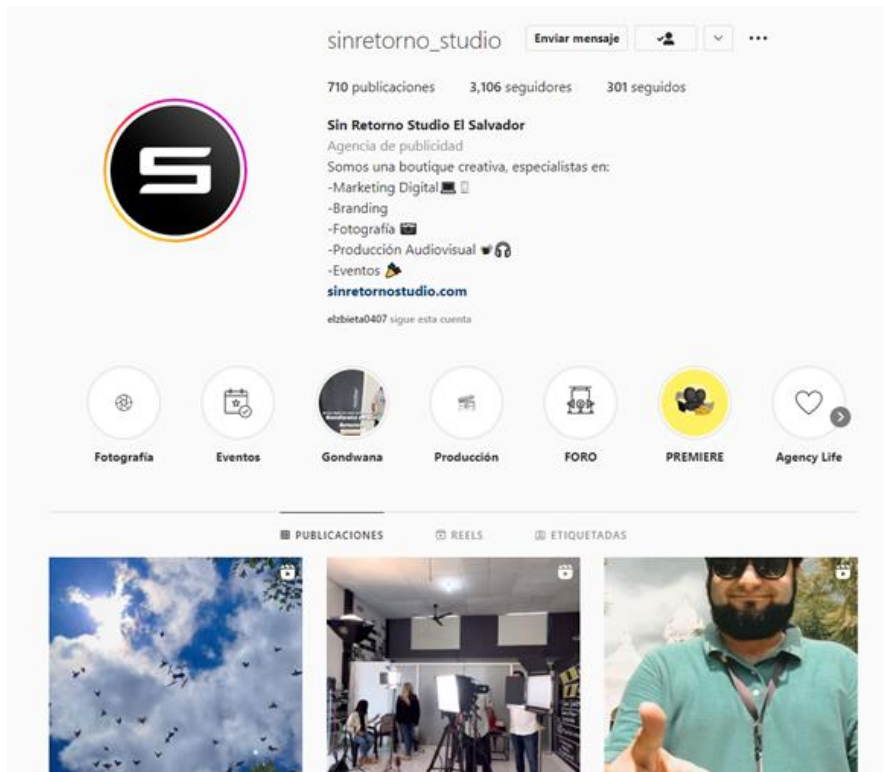 sinretorno_studio Enviar mensaje
710 publicaciones 3,106 seguidores 301 seguidos
Sin Retorno Studio El Salvador
Agencia de publicidad
Somos una boutique creativa, especialistas en:
-Marketing Digital
-Branding
-Fotografía
-Producción Audiovisual
-Eventos
sinretornostudio.com
elzbieta0407 sigue esta cuenta
Fotografía Eventos Gondwana Producción FORO PREMIERE Agency Life
PUBLICACIONES REELS ETIQUETADAS